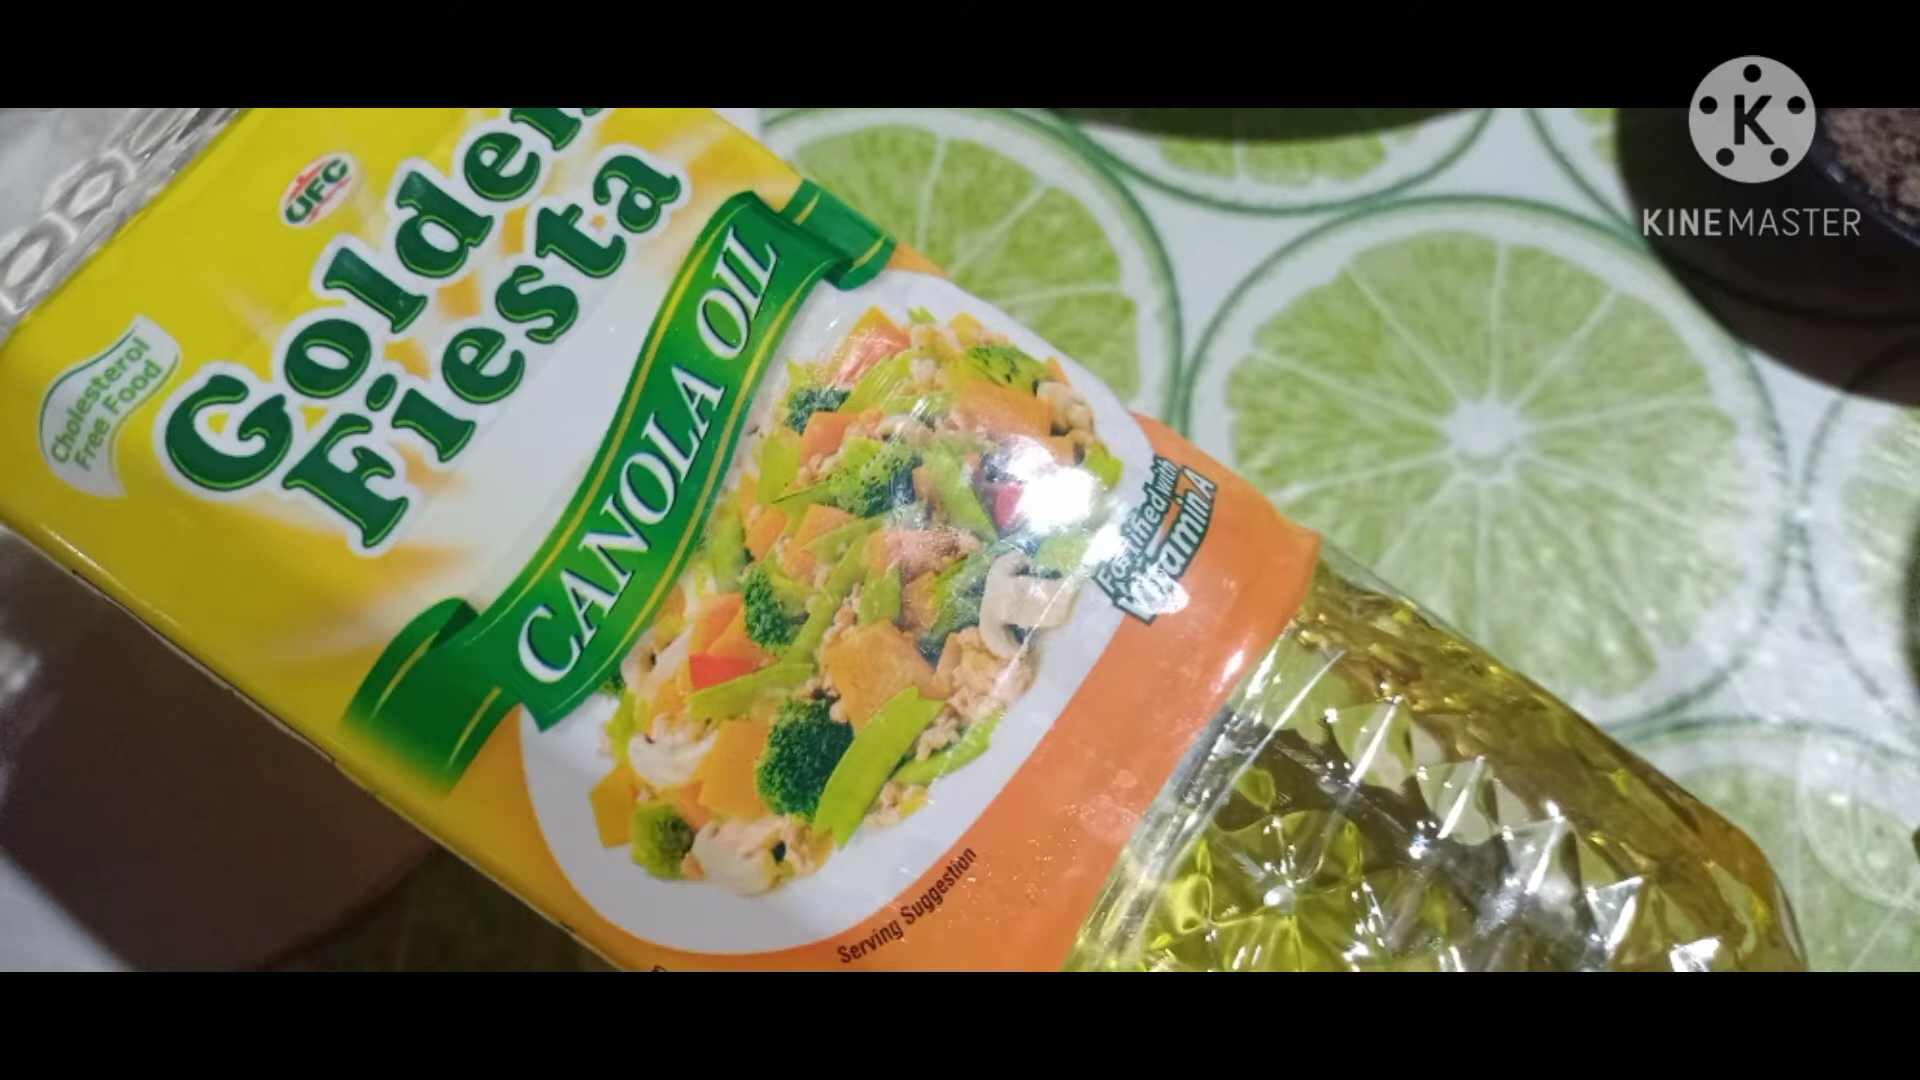 UFC
Golden
Fiesta
CANOLA OIL
Cholesterol
Free Food
Fortified with
Vitamin A
Serving Suggestion
K
KINEMASTER